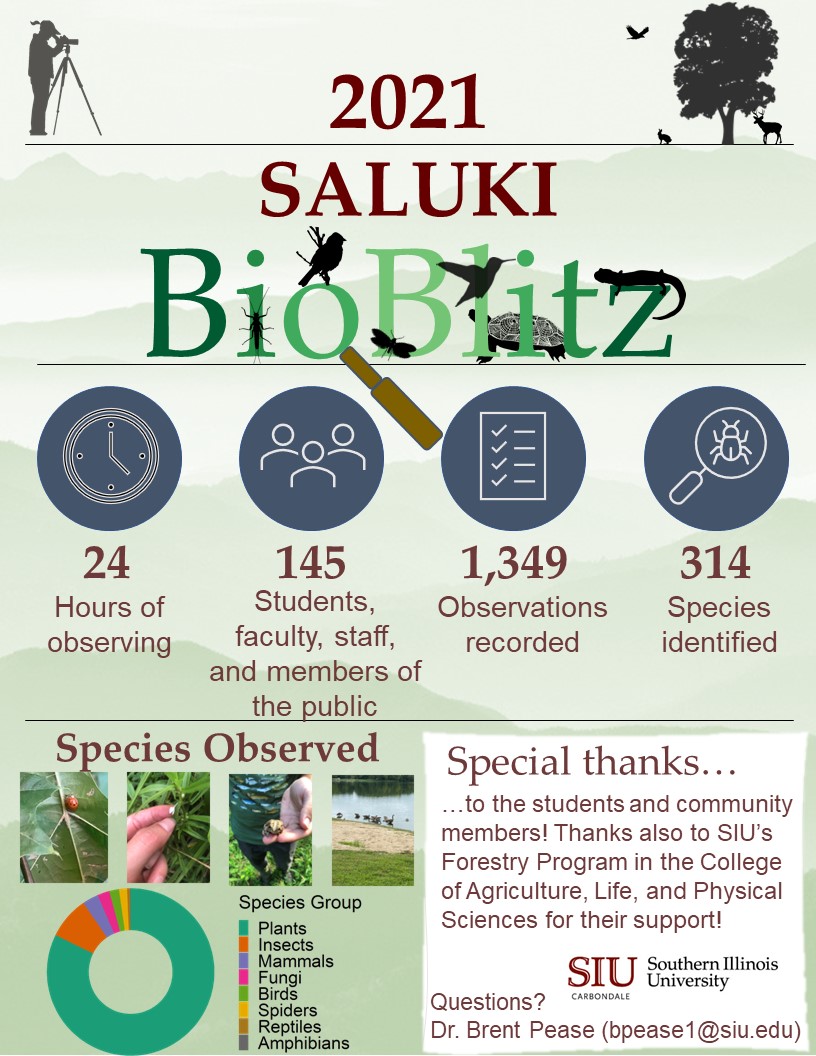 2021
SALUKI
BioBlitz
24
Hours of
observing
145
Students,
faculty, staff,
and members of
the public
1,349
Observations
recorded
314
Species
identified
Species Observed
Species Group
Plants
Insects
Mammals
Fungi
Birds
Spiders
Reptiles
Amphibians
Special thanks…
…to the students and community
members! Thanks also to SIU’s
Forestry Program in the College
of Agriculture, Life, and Physical
Sciences for their support!
SIU
CARBONDALE
Southern Illinois
University
Questions?
Dr. Brent Pease (bpease1@siu.edu)